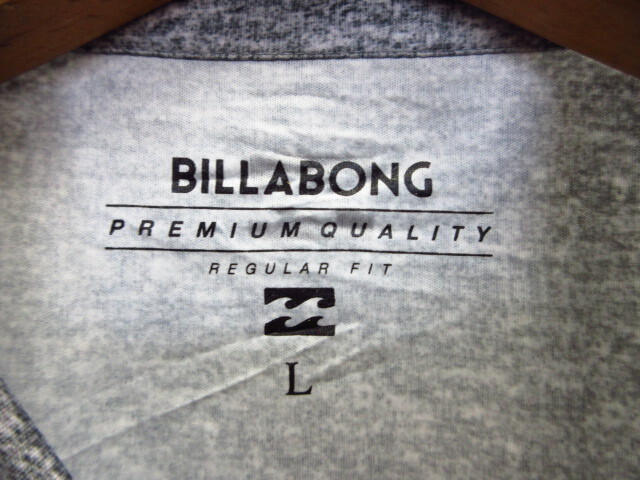 BILLABONG
PREMIUM QUALITY
REGULAR FIT
L